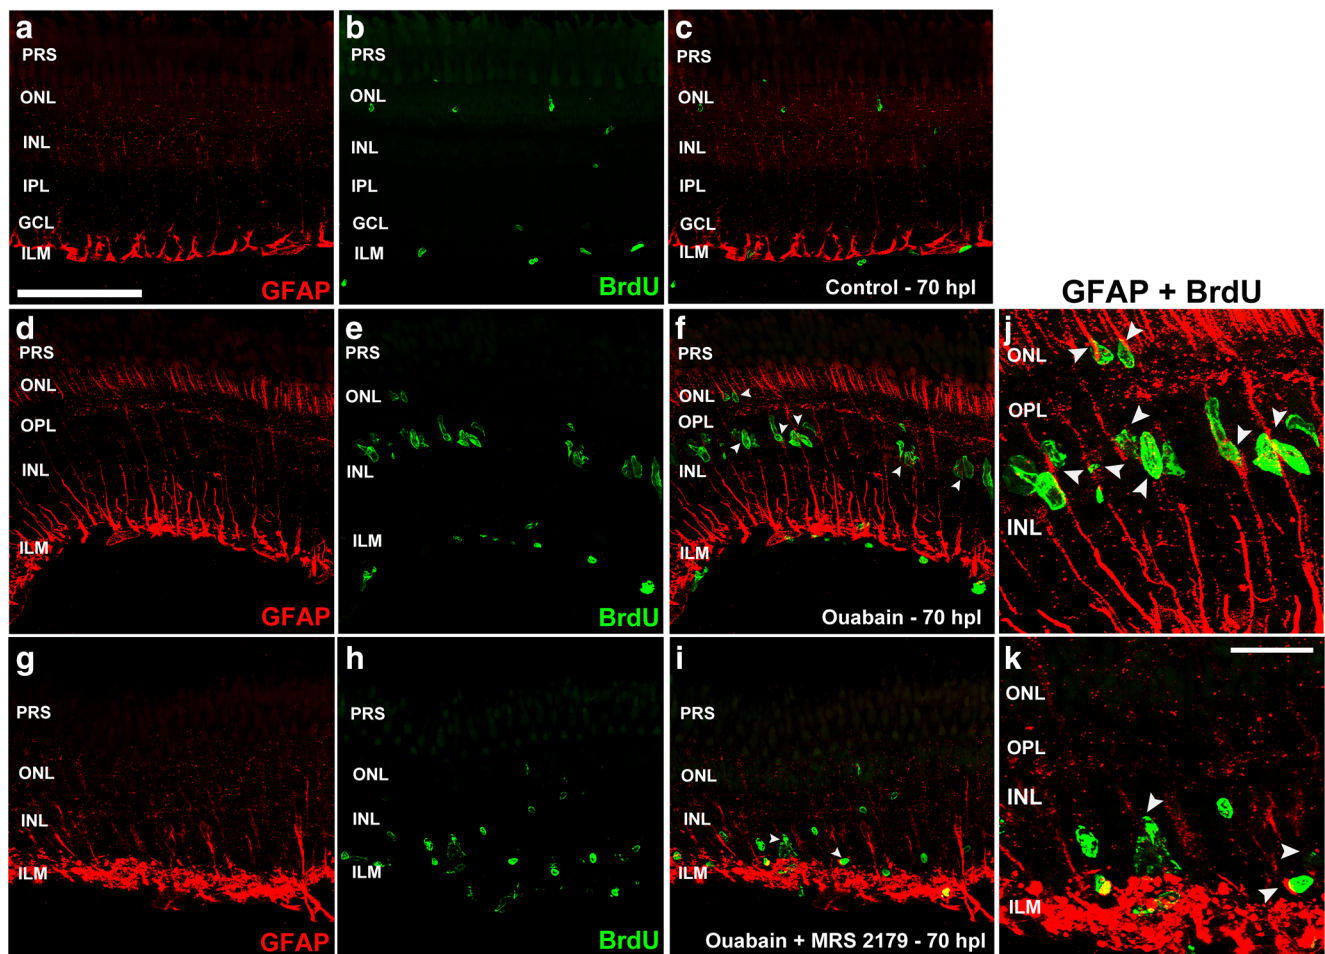 a
PRS
ONL
INL
IPL
GCL
ILM
GFAP
b
ONL
INL
IPL
GCL
ILM
BrdU
c
PRS
ONL
INL
IPL
GCL
ILM
Control - 70 hpl
GFAP + BrdU
d
PRS
ONL
OPL
INL
ILM
GFAP
e
PRS
ONL
OPL
INL
ILM
BrdU
f
PRS
ONL
OPL
INL
ILM
Ouabain - 70 hpl
j
ONL
OPL
INL
g
PRS
ONL
INL
ILM
GFAP
h
PRS
ONL
INL
ILM
BrdU
i
PRS
ONL
INL
ILM
Ouabain + MRS 2179 - 70 hpl
k
ONL
OPL
INL
ILM